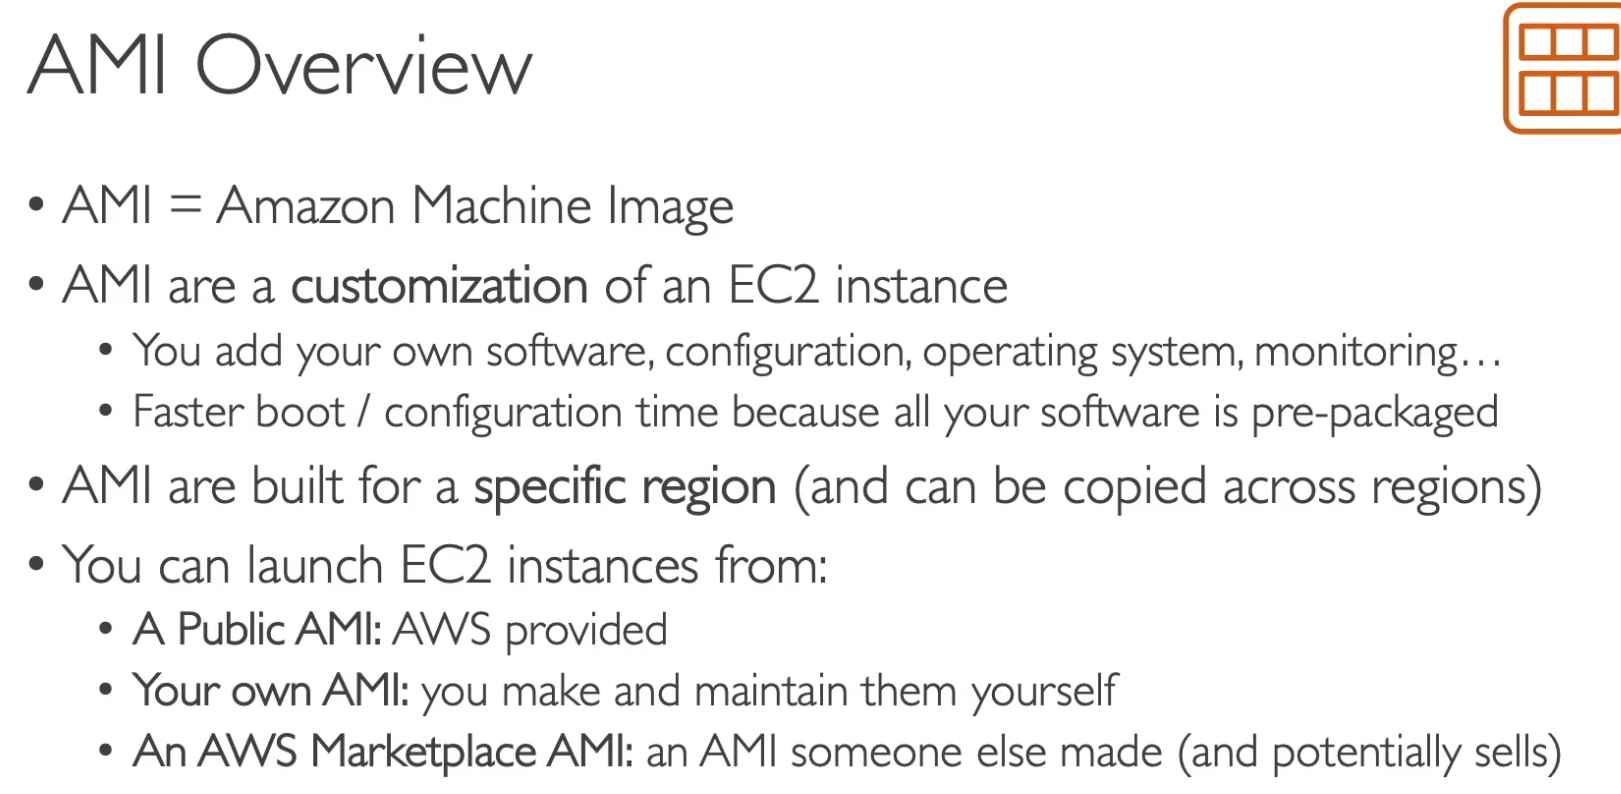 AMI Overview
• AMI = Amazon Machine Image
• AMI are a customization of an EC2 instance
• You add your own software, configuration, operating system, monitoring…
• Faster boot / configuration time because all your software is pre-packaged
• AMI are built for a specific region (and can be copied across regions)
• You can launch EC2 instances from:
• A Public AMI: AWS provided
• Your own AMI: you make and maintain them yourself
• An AWS Marketplace AMI: an AMI someone else made (and potentially sells)